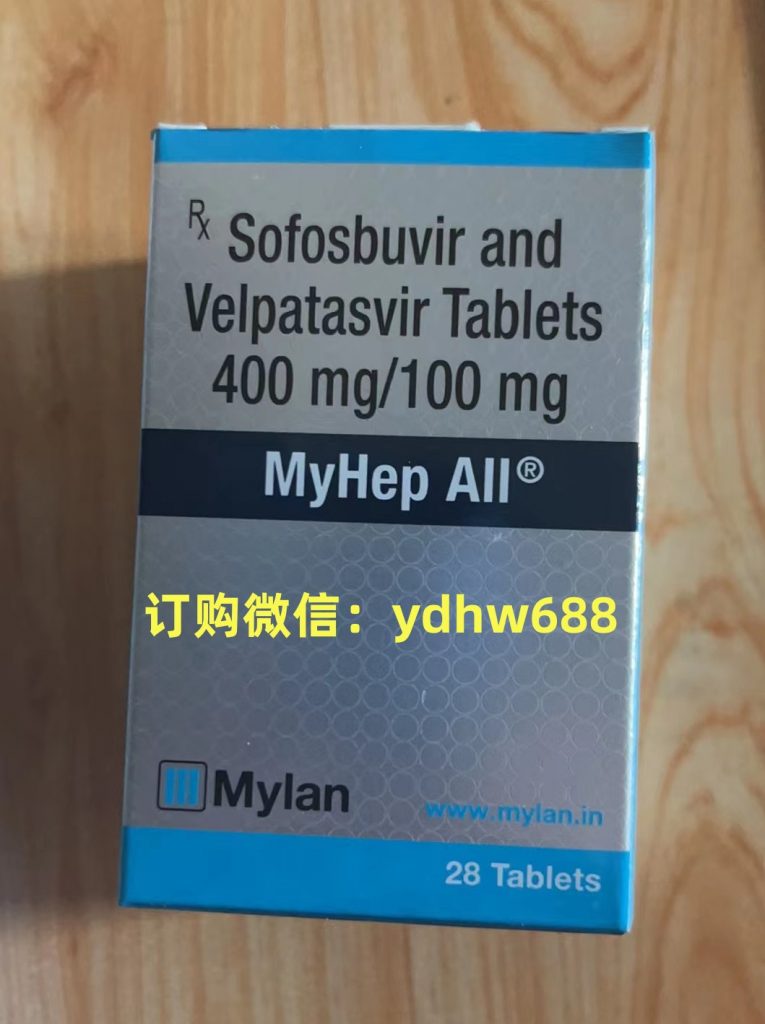 Rx Sofosbuvir and
Velpatasvir Tablets
400 mg/100 mg
MyHep All®
订购微信：ydhw688
Mylan
www.mylan.in
28 Tablets